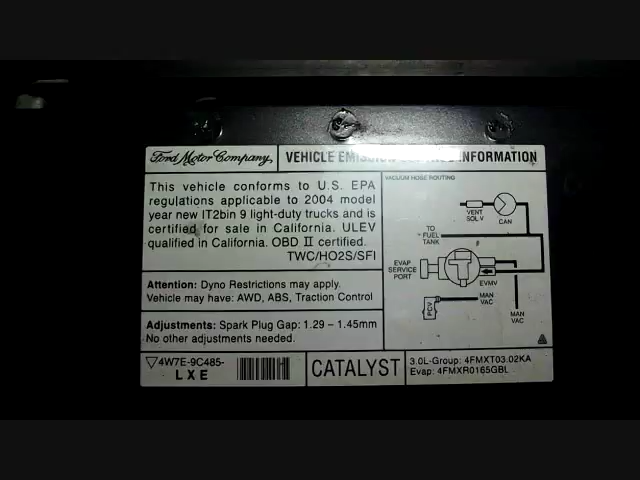 Ford Motor Company
VEHICLE EMISSION CONTROL INFORMATION
This vehicle conforms to U.S. EPA
regulations applicable to 2004 model
year new IT2bin 9 light-duty trucks and is
certified for sale in California. ULEV
qualified in California. OBD II certified.
TWC/HO2S/SFI
Attention: Dyno Restrictions may apply.
Vehicle may have: AWD, ABS, Traction Control
Adjustments: Spark Plug Gap: 1.29 – 1.45mm
No other adjustments needed.
VACUUM HOSE ROUTING
VENT
SOL V
CAN
TO
FUEL
TANK
EVAP
SERVICE
PORT
EVMV
PCV
MAN
VAC
MAN
VAC
4W7E-9C485-
LXE
CATALYST
3.0L-Group: 4FMXT03.02KA
Evap: 4FMXR0165GBL